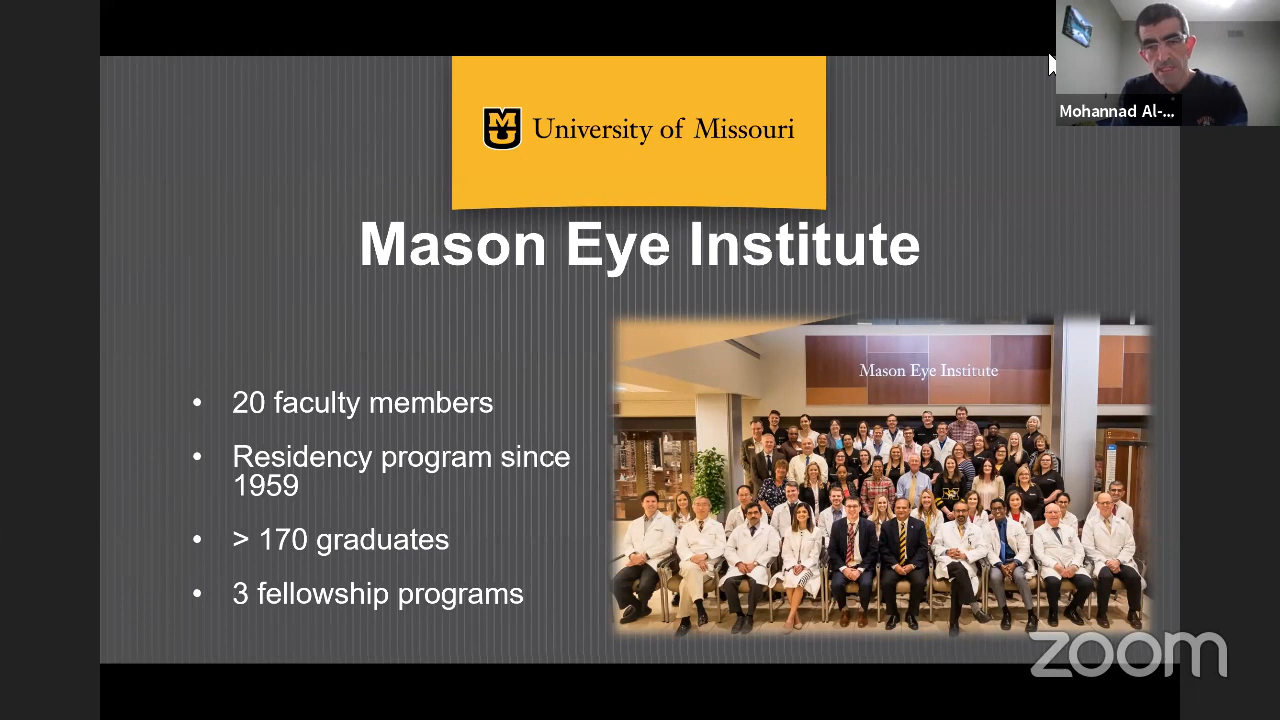 Mohannad Al-...
MU
University of Missouri
Mason Eye Institute
Mason Eye Institute
• 20 faculty members
• Residency program since
1959
• > 170 graduates
• 3 fellowship programs
zoom